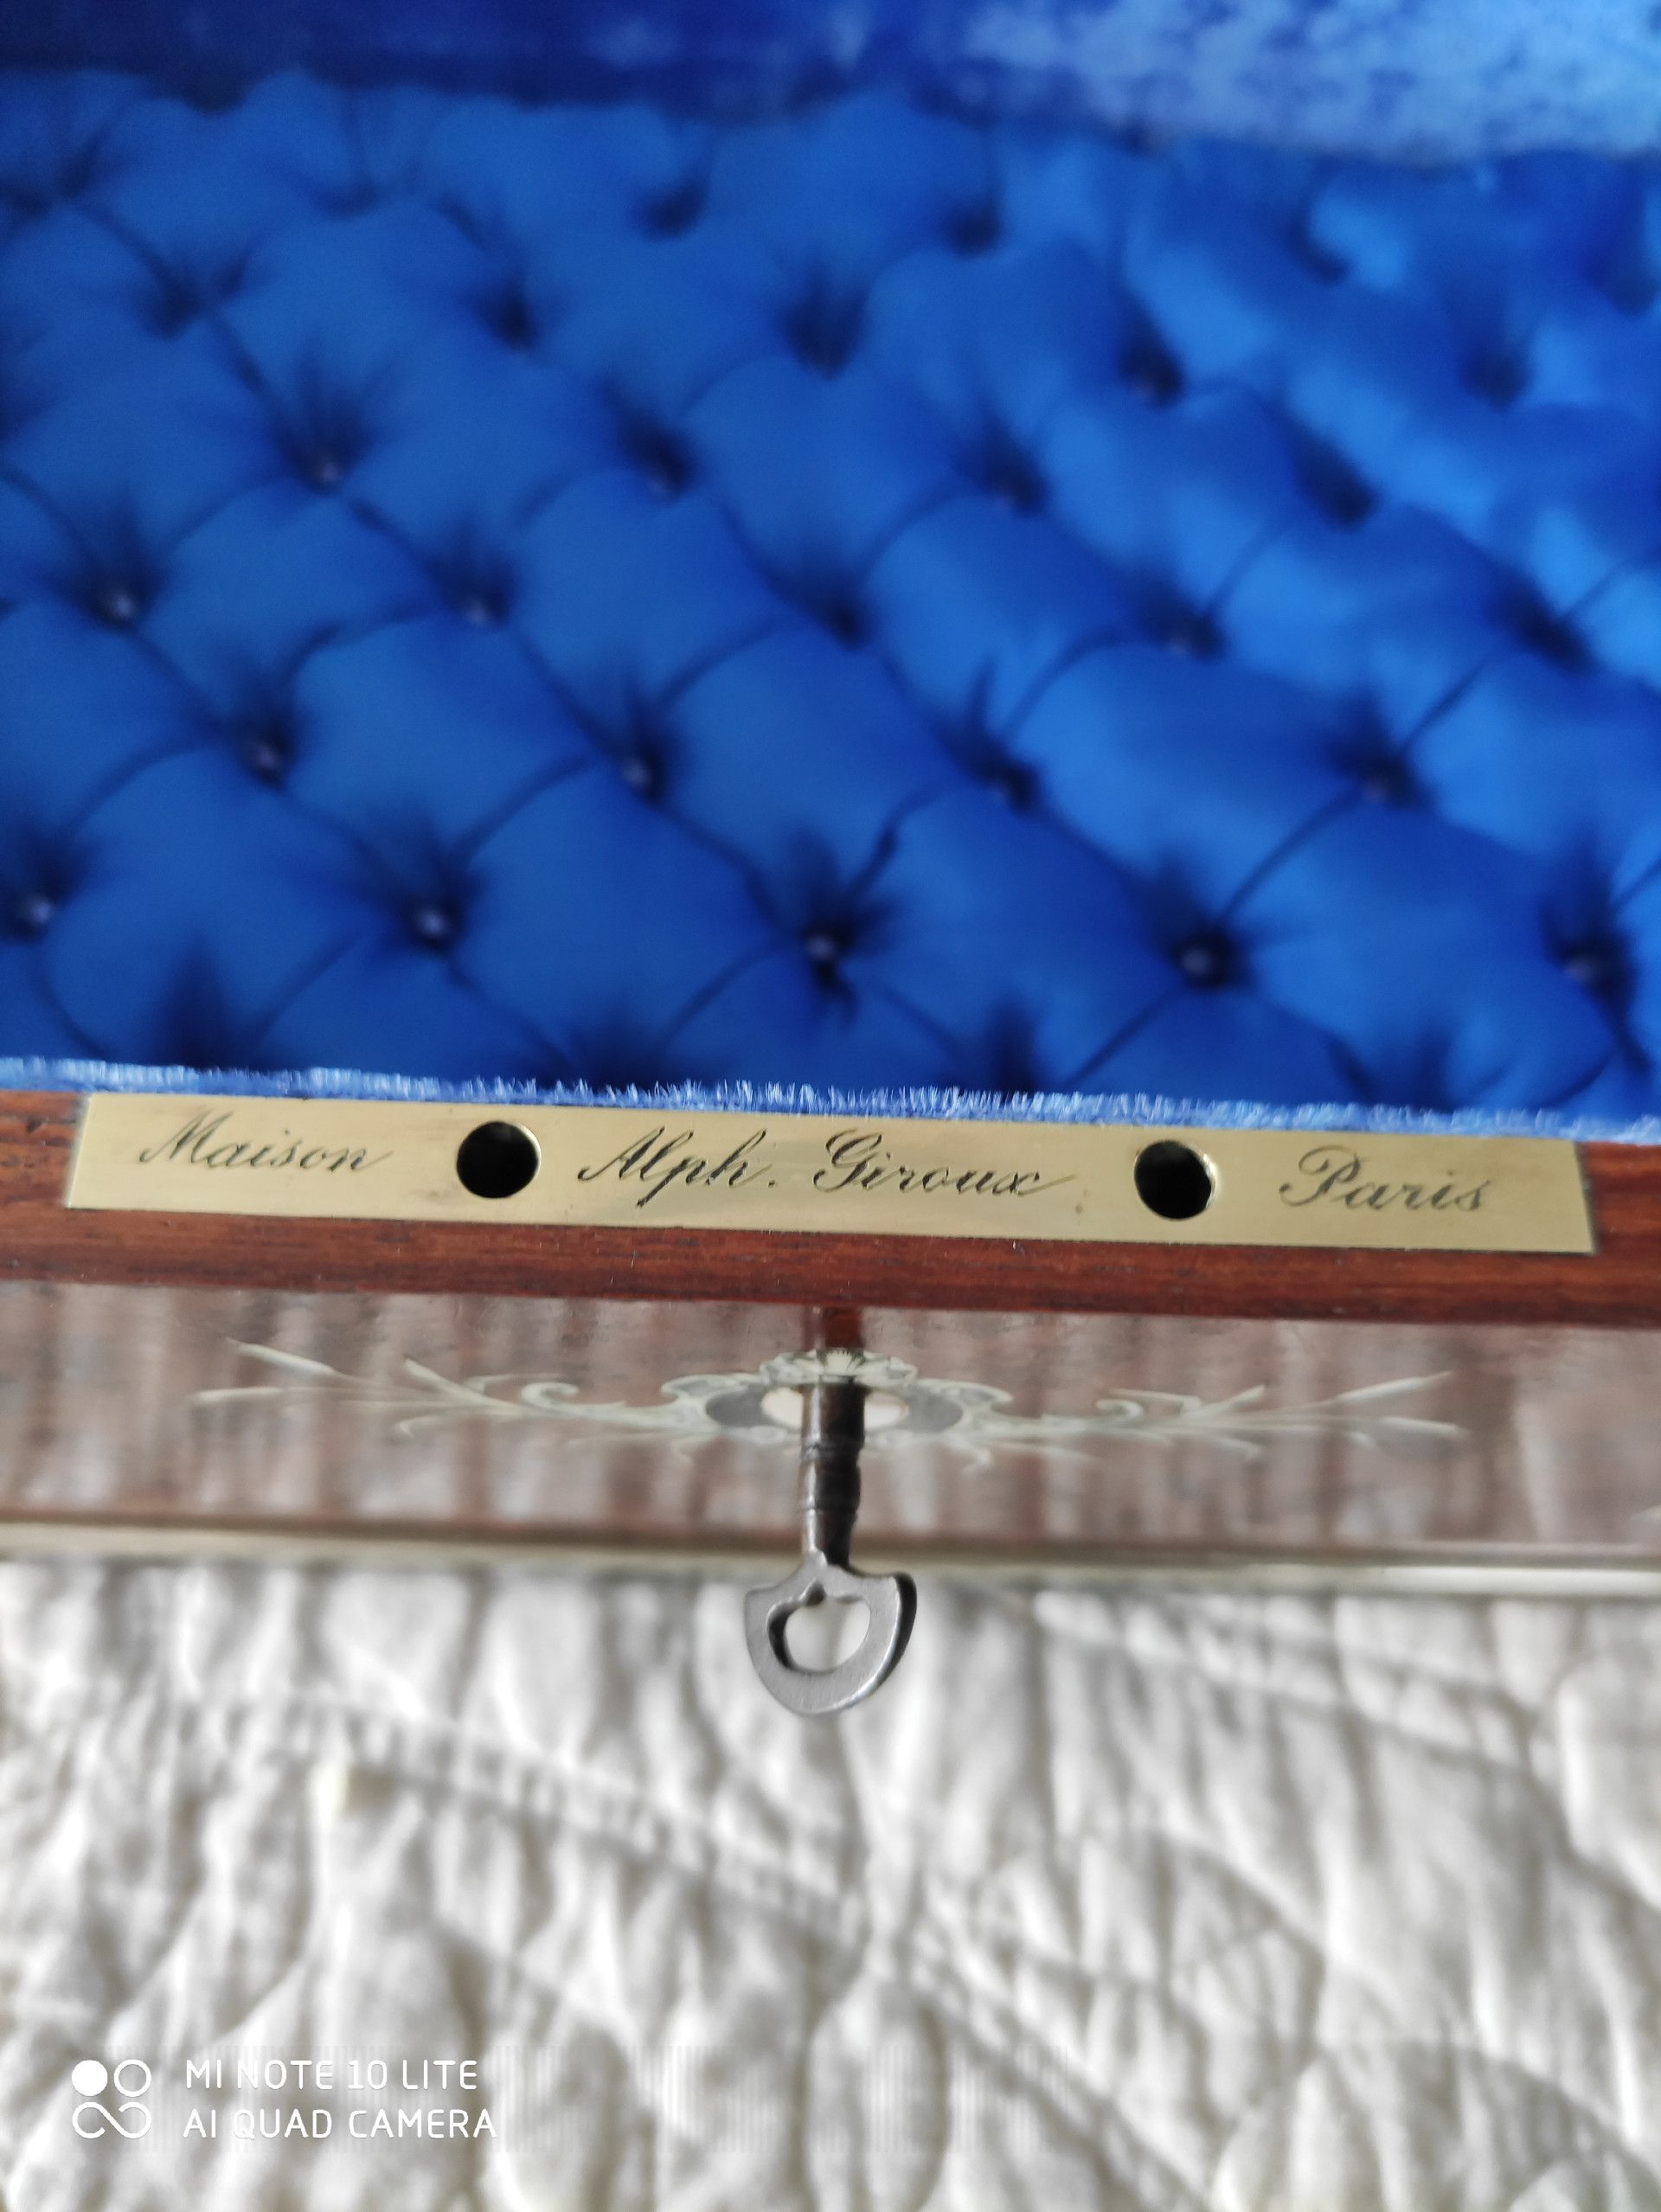 Maison Alph. Giroux Paris
MI NOTE 10 LITE
AI QUAD CAMERA